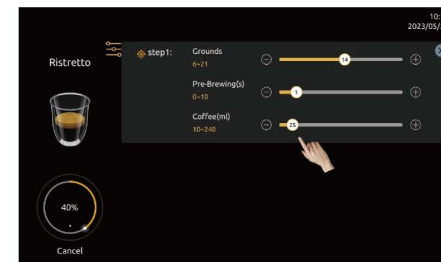 10:
2023/05/
Ristretto
step1:
Grounds
6~21
14
Pre-Brewing(s)
0~10
1
Coffee(ml)
10~240
25
40%
Cancel